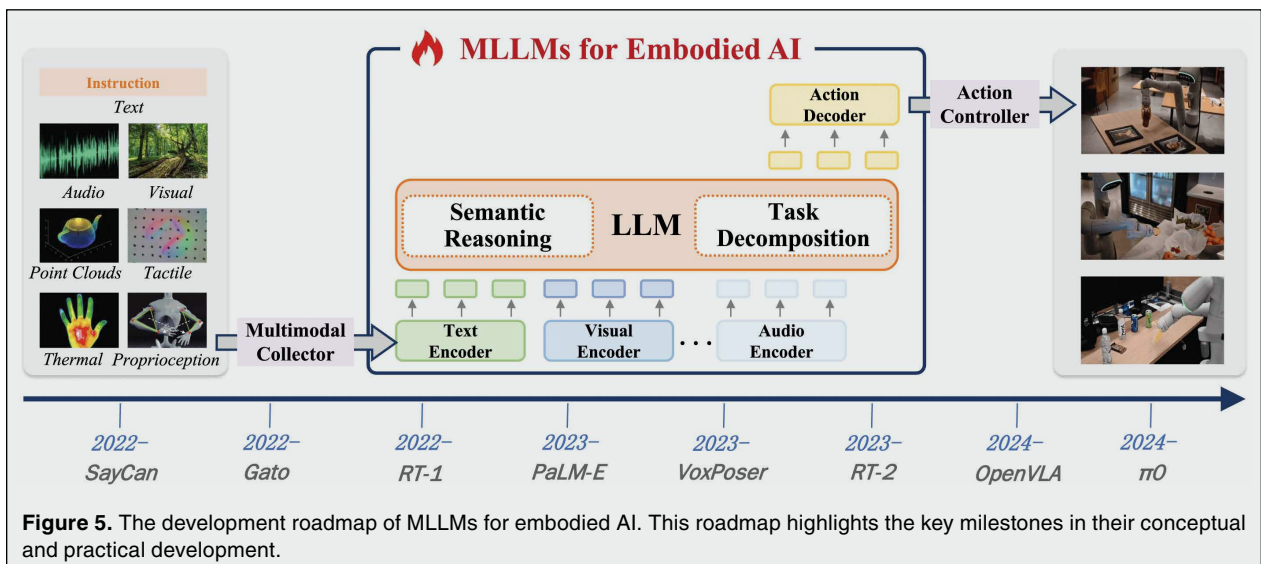 MLLMs for Embodied AI
Instruction
Text
Audio Visual
Point Clouds Tactile
Thermal Proprioception
Multimodal
Collector
Action
Decoder
Semantic
Reasoning
LLM
Task
Decomposition
Text
Encoder
Visual
Encoder
...
Audio
Encoder
Action
Controller
2022- 2022- 2022- 2023- 2023- 2023- 2024- 2024-
SayCan Gato RT-1 PaLM-E VoxPoser RT-2 OpenVLA π0
Figure 5. The development roadmap of MLLMs for embodied AI. This roadmap highlights the key milestones in their conceptual
and practical development.